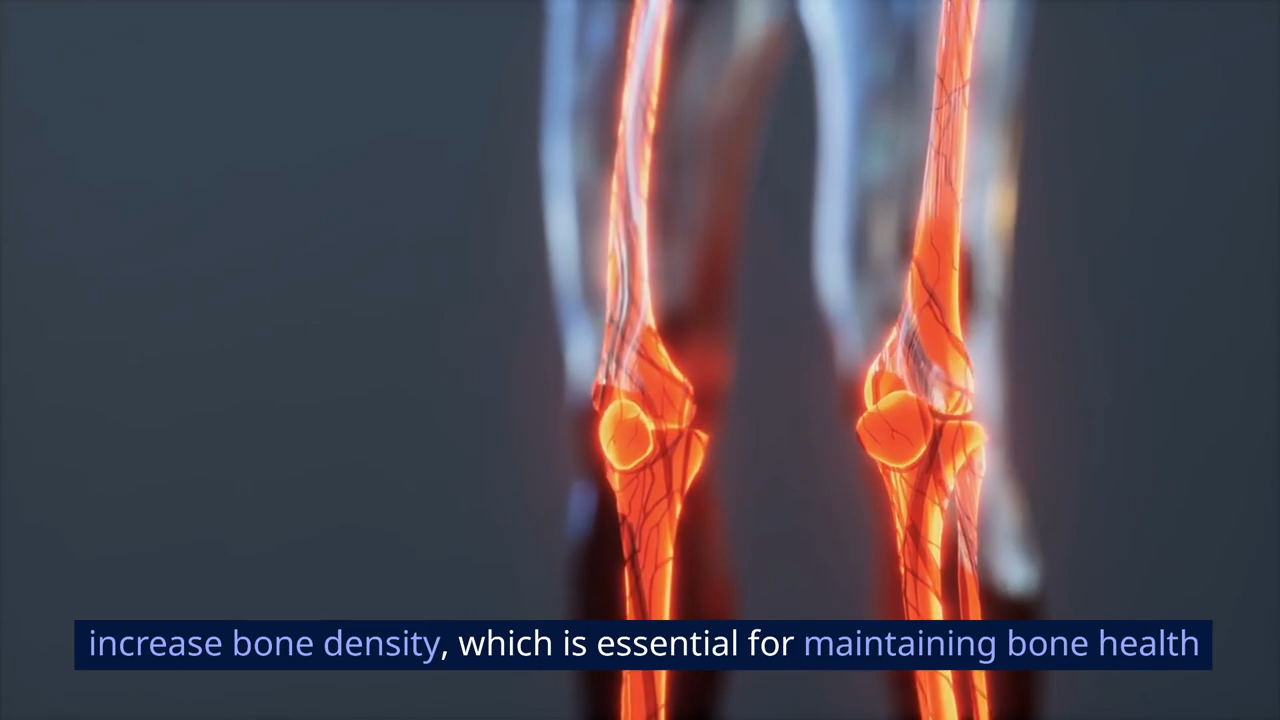 increase bone density, which is essential for maintaining bone health